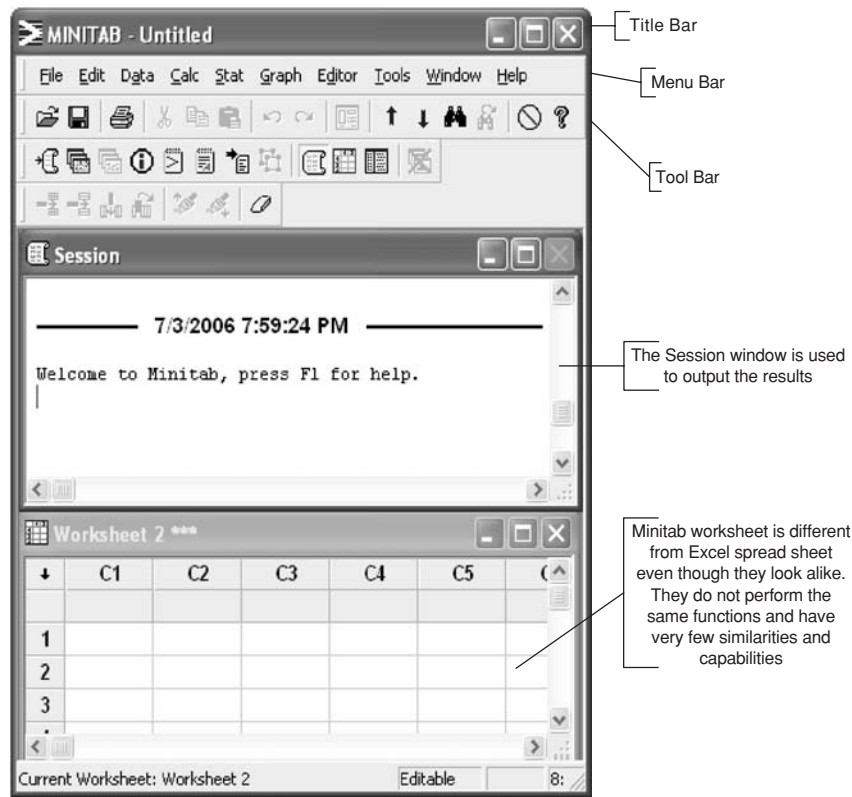 MINITAB - Untitled
Title Bar
File Edit Data Calc Stat Graph Editor Tools Window Help
Menu Bar
Tool Bar
Session
7/3/2006 7:59:24 PM
Welcome to Minitab, press F1 for help.
The Session window is used
to output the results
Worksheet 2 ***
C1 C2 C3 C4 C5
1
2
3
Minitab worksheet is different
from Excel spread sheet
even though they look alike.
They do not perform the
same functions and have
very few similarities and
capabilities
Current Worksheet: Worksheet 2 Editable 8: